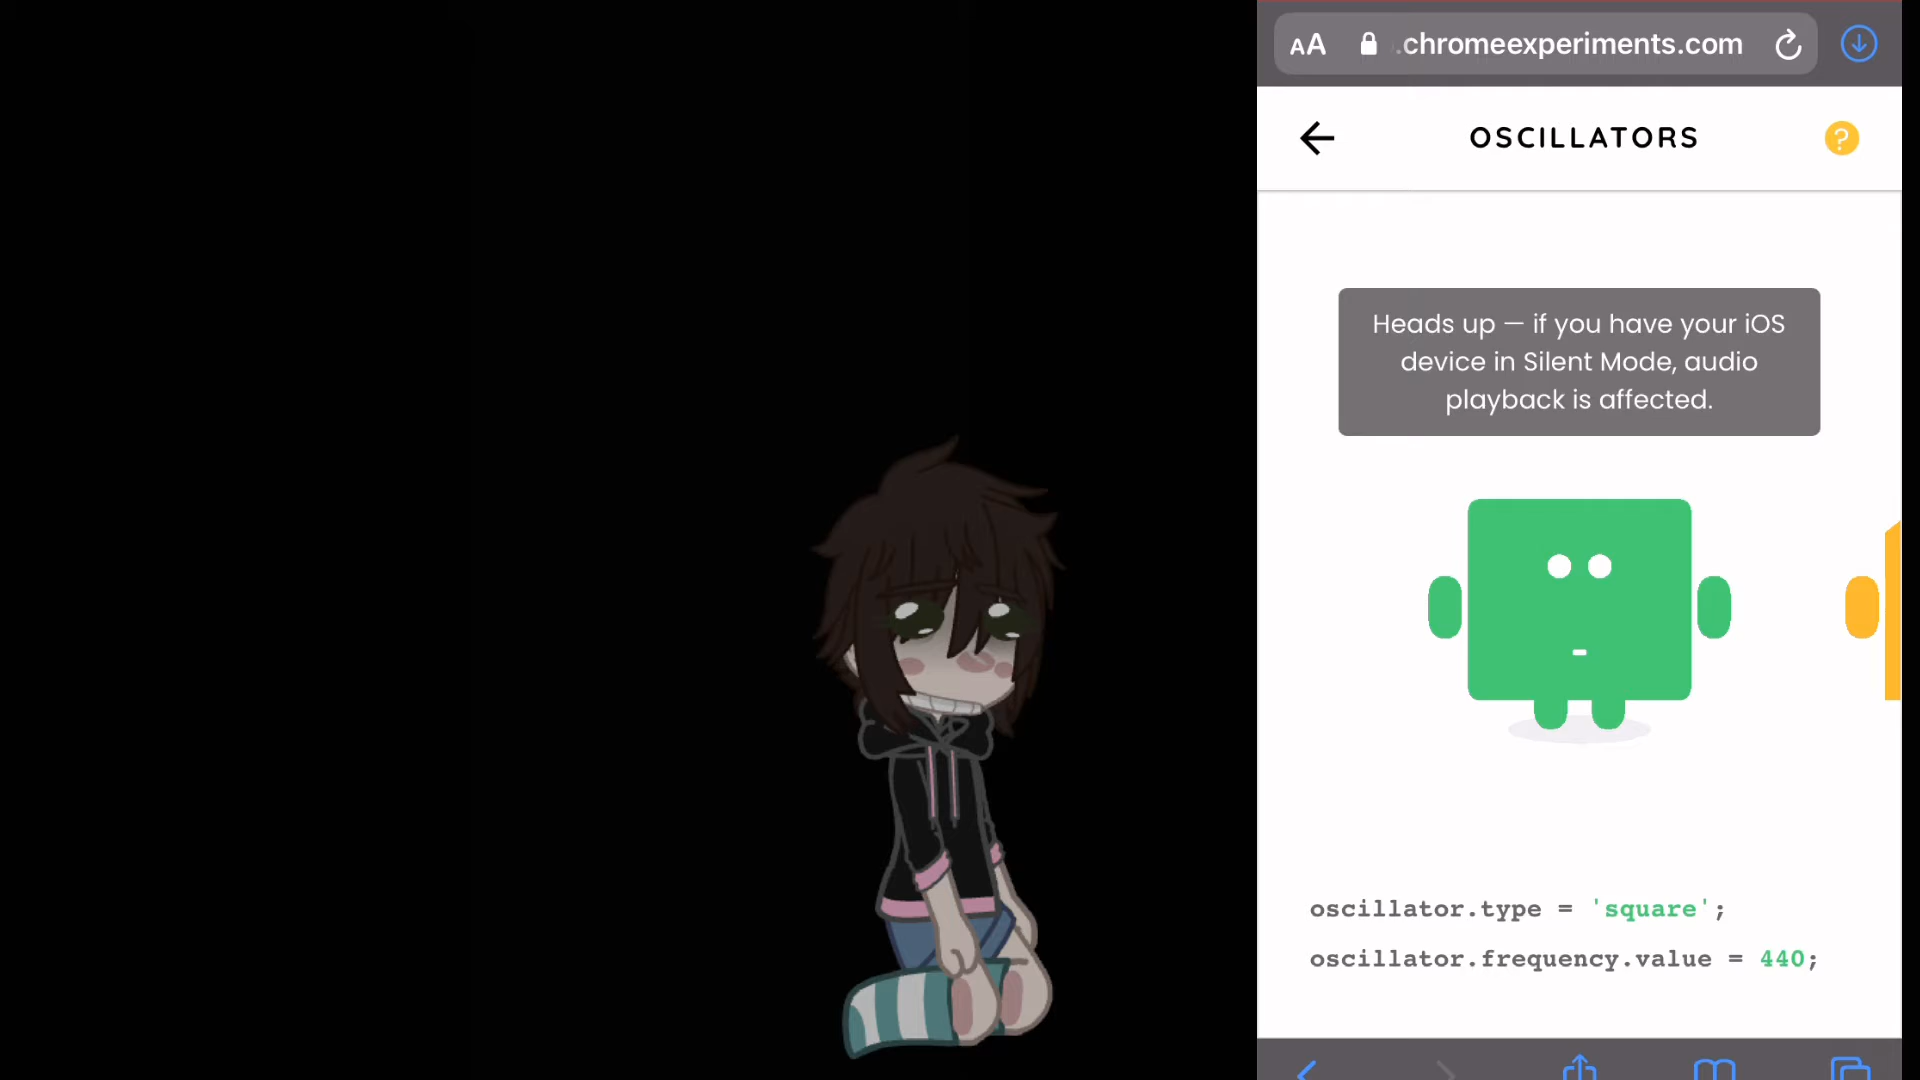 AA .chromeexperiments.com
OSCILLATORS ?
Heads up — if you have your iOS
device in Silent Mode, audio
playback is affected.
oscillator.type = 'square';
oscillator.frequency.value = 440;